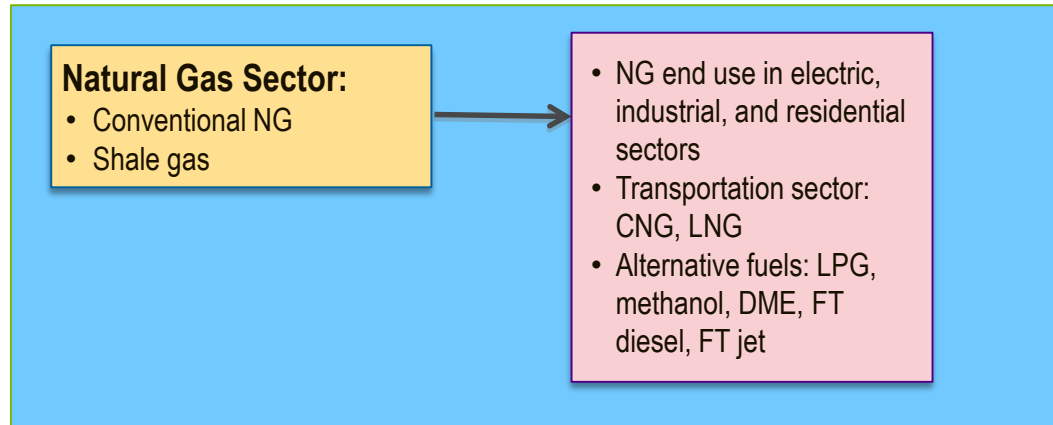 Natural Gas Sector:
• Conventional NG
• Shale gas
• NG end use in electric,
industrial, and residential
sectors
• Transportation sector:
CNG, LNG
• Alternative fuels: LPG,
methanol, DME, FT
diesel, FT jet